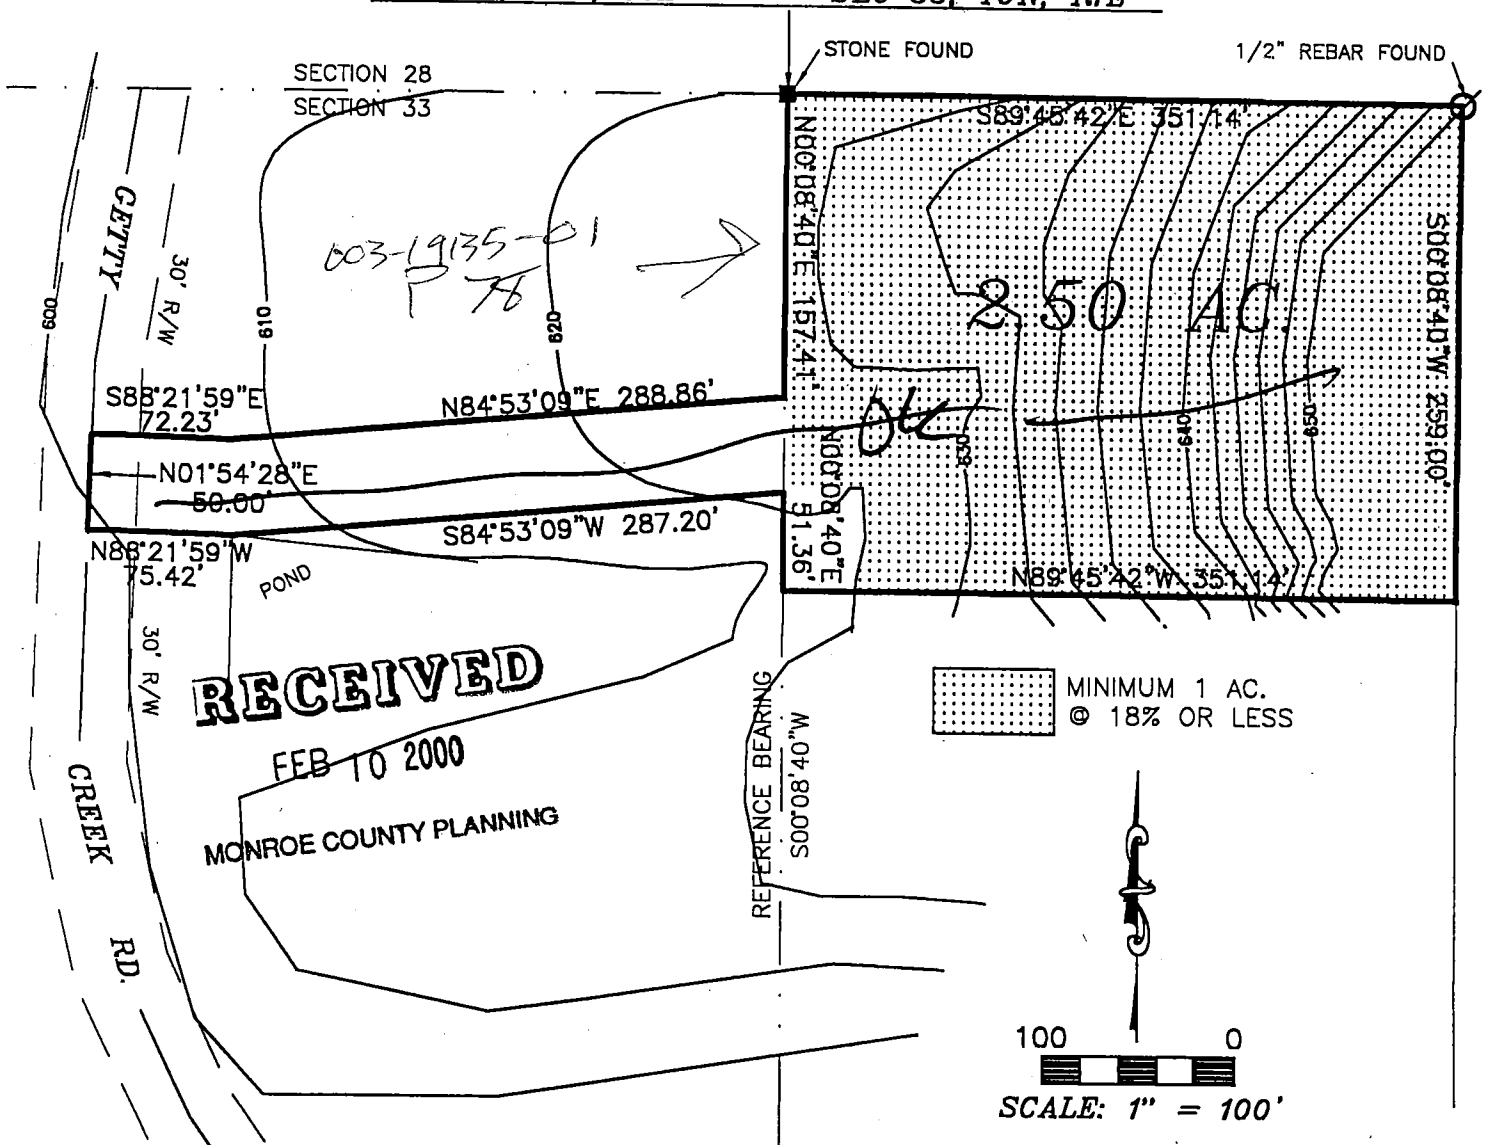 STONE FOUND
1/2" REBAR FOUND
SECTION 28
SECTION 33
S89°45'42"E 351.14'
N00°08'40"E 157.41'
S00°08'40"W 259.00'
GETTY
30' R/W
003-19135-01
P 78
600
610
620
2.50 AC.
OK
630
640
650
S88°21'59"E
72.23'
N84°53'09"E 288.86'
N01°54'28"E
50.00'
S84°53'09"W 287.20'
N00°08'40"E
51.36'
N88°21'59"W
75.42'
N89°45'42"W 351.14'
POND
30' R/W
RECEIVED
FEB 10 2000
MONROE COUNTY PLANNING
REFERENCE BEARING
S00°08'40"W
MINIMUM 1 AC.
@ 18% OR LESS
CREEK
RD.
100 0
SCALE: 1" = 100'